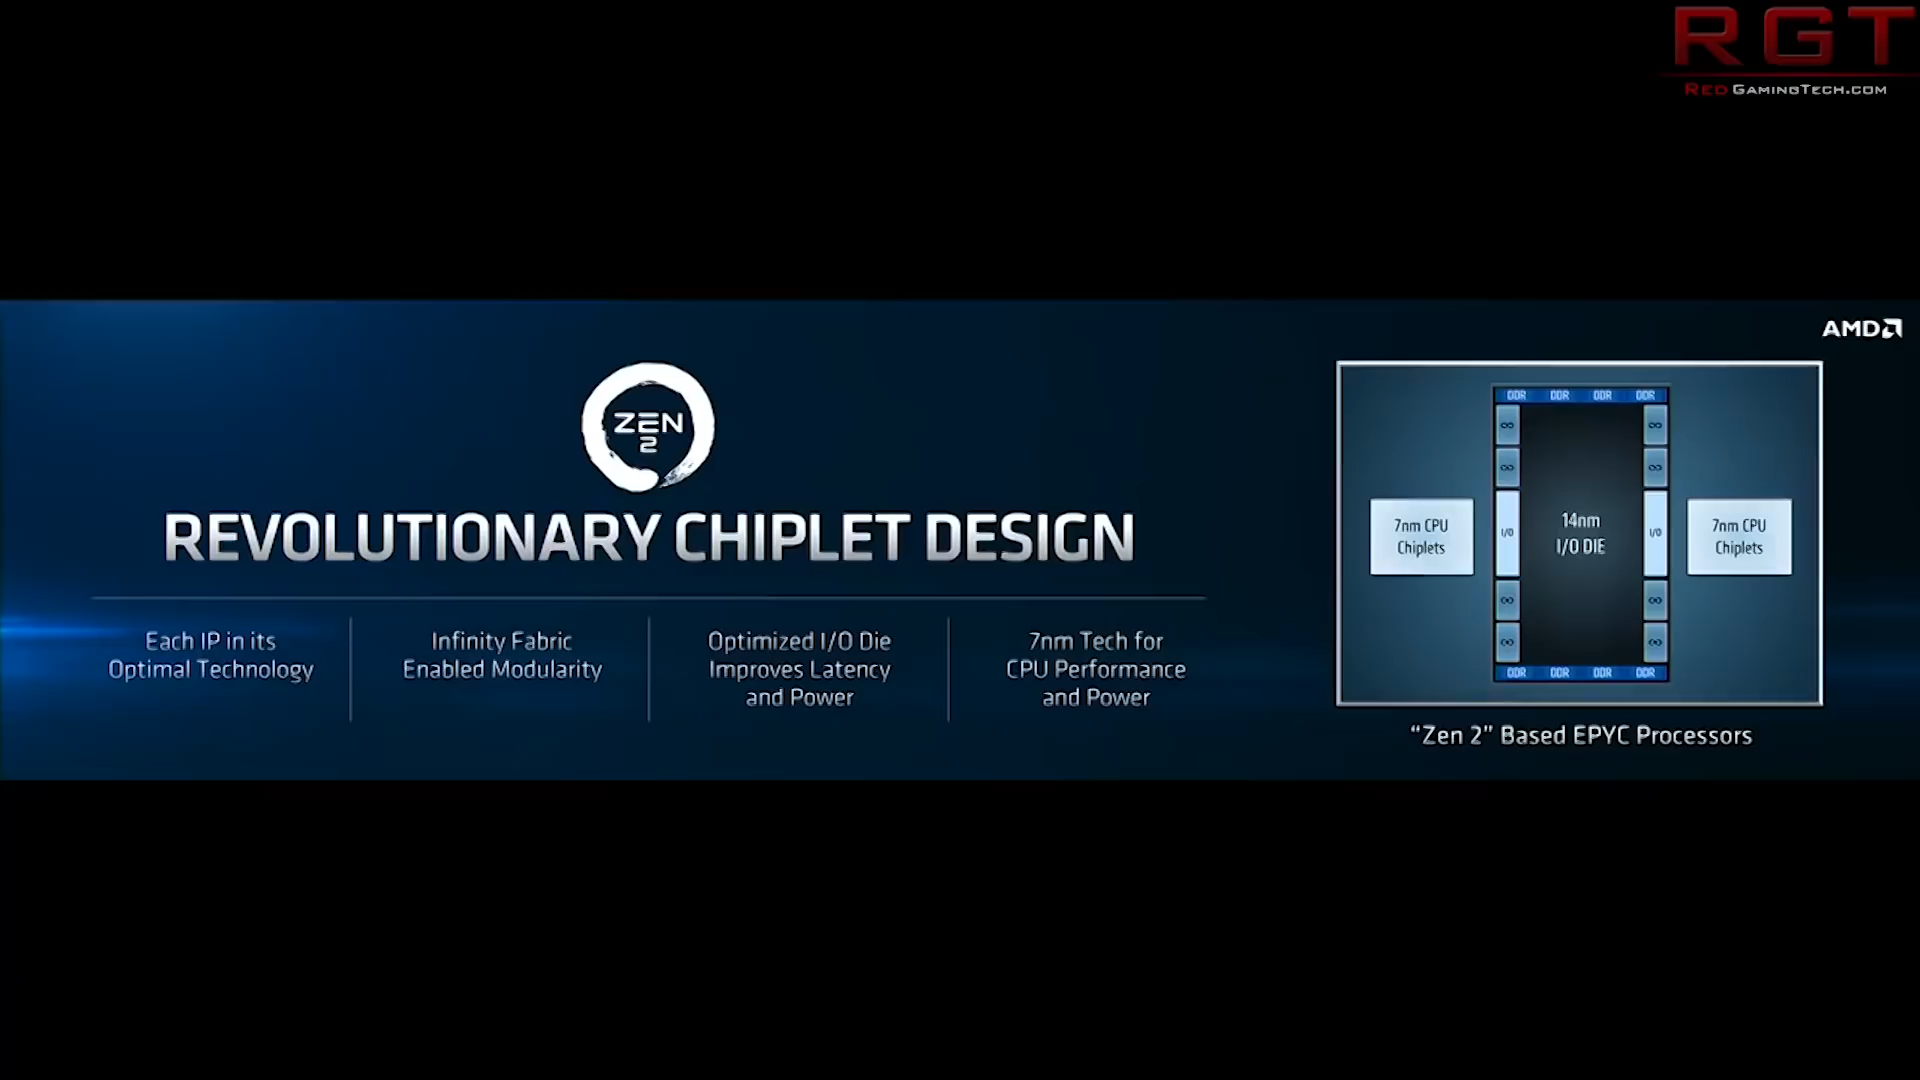 RGT
RED GAMINGTECH.COM
AMD
ZEN
2
REVOLUTIONARY CHIPLET DESIGN
Each IP in its
Optimal Technology
Infinity Fabric
Enabled Modularity
Optimized I/O Die
Improves Latency
and Power
7nm Tech for
CPU Performance
and Power
DDR DDR DDR DDR
∞ ∞
∞ ∞
7nm CPU
Chiplets
I/O
14nm
I/O DIE
I/O
7nm CPU
Chiplets
∞ ∞
∞ ∞
DDR DDR DDR DDR
“Zen 2” Based EPYC Processors